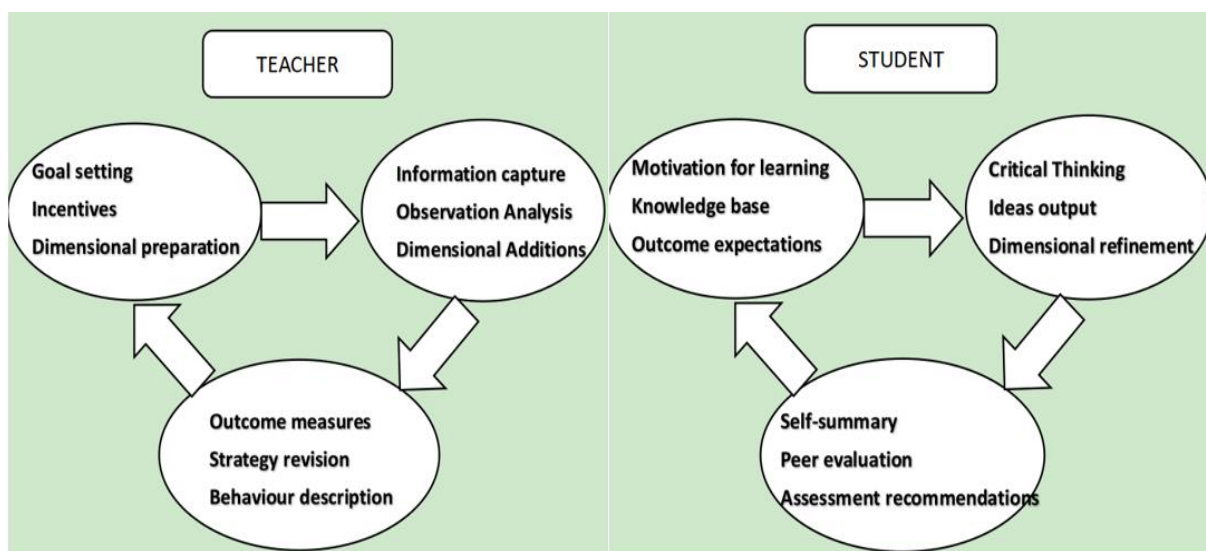 TEACHER
Goal setting
Incentives
Dimensional preparation
Information capture
Observation Analysis
Dimensional Additions
Outcome measures
Strategy revision
Behaviour description
STUDENT
Motivation for learning
Knowledge base
Outcome expectations
Critical Thinking
Ideas output
Dimensional refinement
Self-summary
Peer evaluation
Assessment recommendations